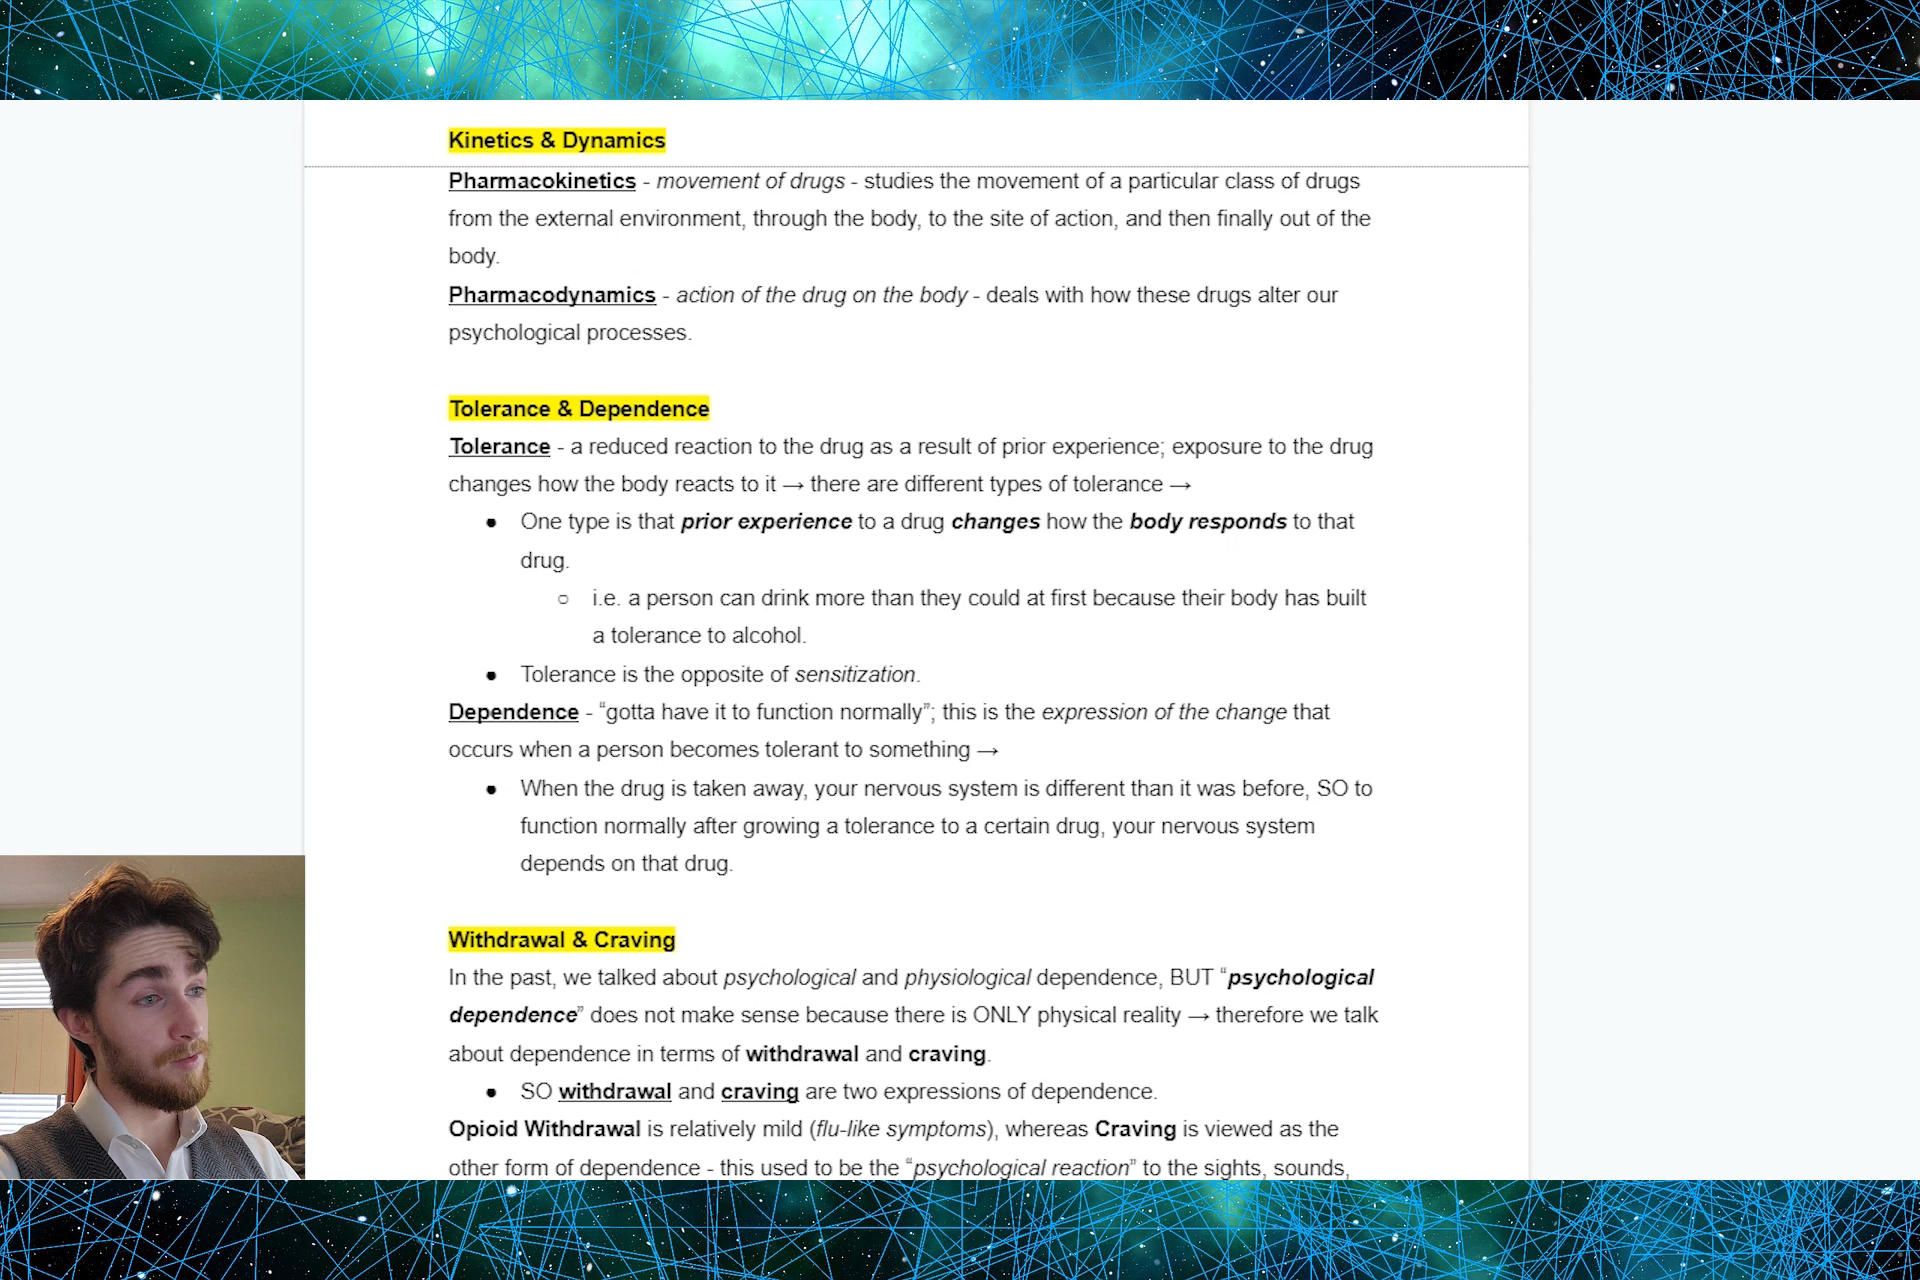 Kinetics & Dynamics
Pharmacokinetics - movement of drugs - studies the movement of a particular class of drugs
from the external environment, through the body, to the site of action, and then finally out of the
body.
Pharmacodynamics - action of the drug on the body - deals with how these drugs alter our
psychological processes.
Tolerance & Dependence
Tolerance - a reduced reaction to the drug as a result of prior experience; exposure to the drug
changes how the body reacts to it → there are different types of tolerance →
● One type is that prior experience to a drug changes how the body responds to that
drug.
○ i.e. a person can drink more than they could at first because their body has built
a tolerance to alcohol.
● Tolerance is the opposite of sensitization.
Dependence - “gotta have it to function normally”; this is the expression of the change that
occurs when a person becomes tolerant to something →
● When the drug is taken away, your nervous system is different than it was before, SO to
function normally after growing a tolerance to a certain drug, your nervous system
depends on that drug.
Withdrawal & Craving
In the past, we talked about psychological and physiological dependence, BUT “psychological
dependence” does not make sense because there is ONLY physical reality → therefore we talk
about dependence in terms of withdrawal and craving.
● SO withdrawal and craving are two expressions of dependence.
Opioid Withdrawal is relatively mild (flu-like symptoms), whereas Craving is viewed as the
other form of dependence - this used to be the “psychological reaction” to the sights, sounds,